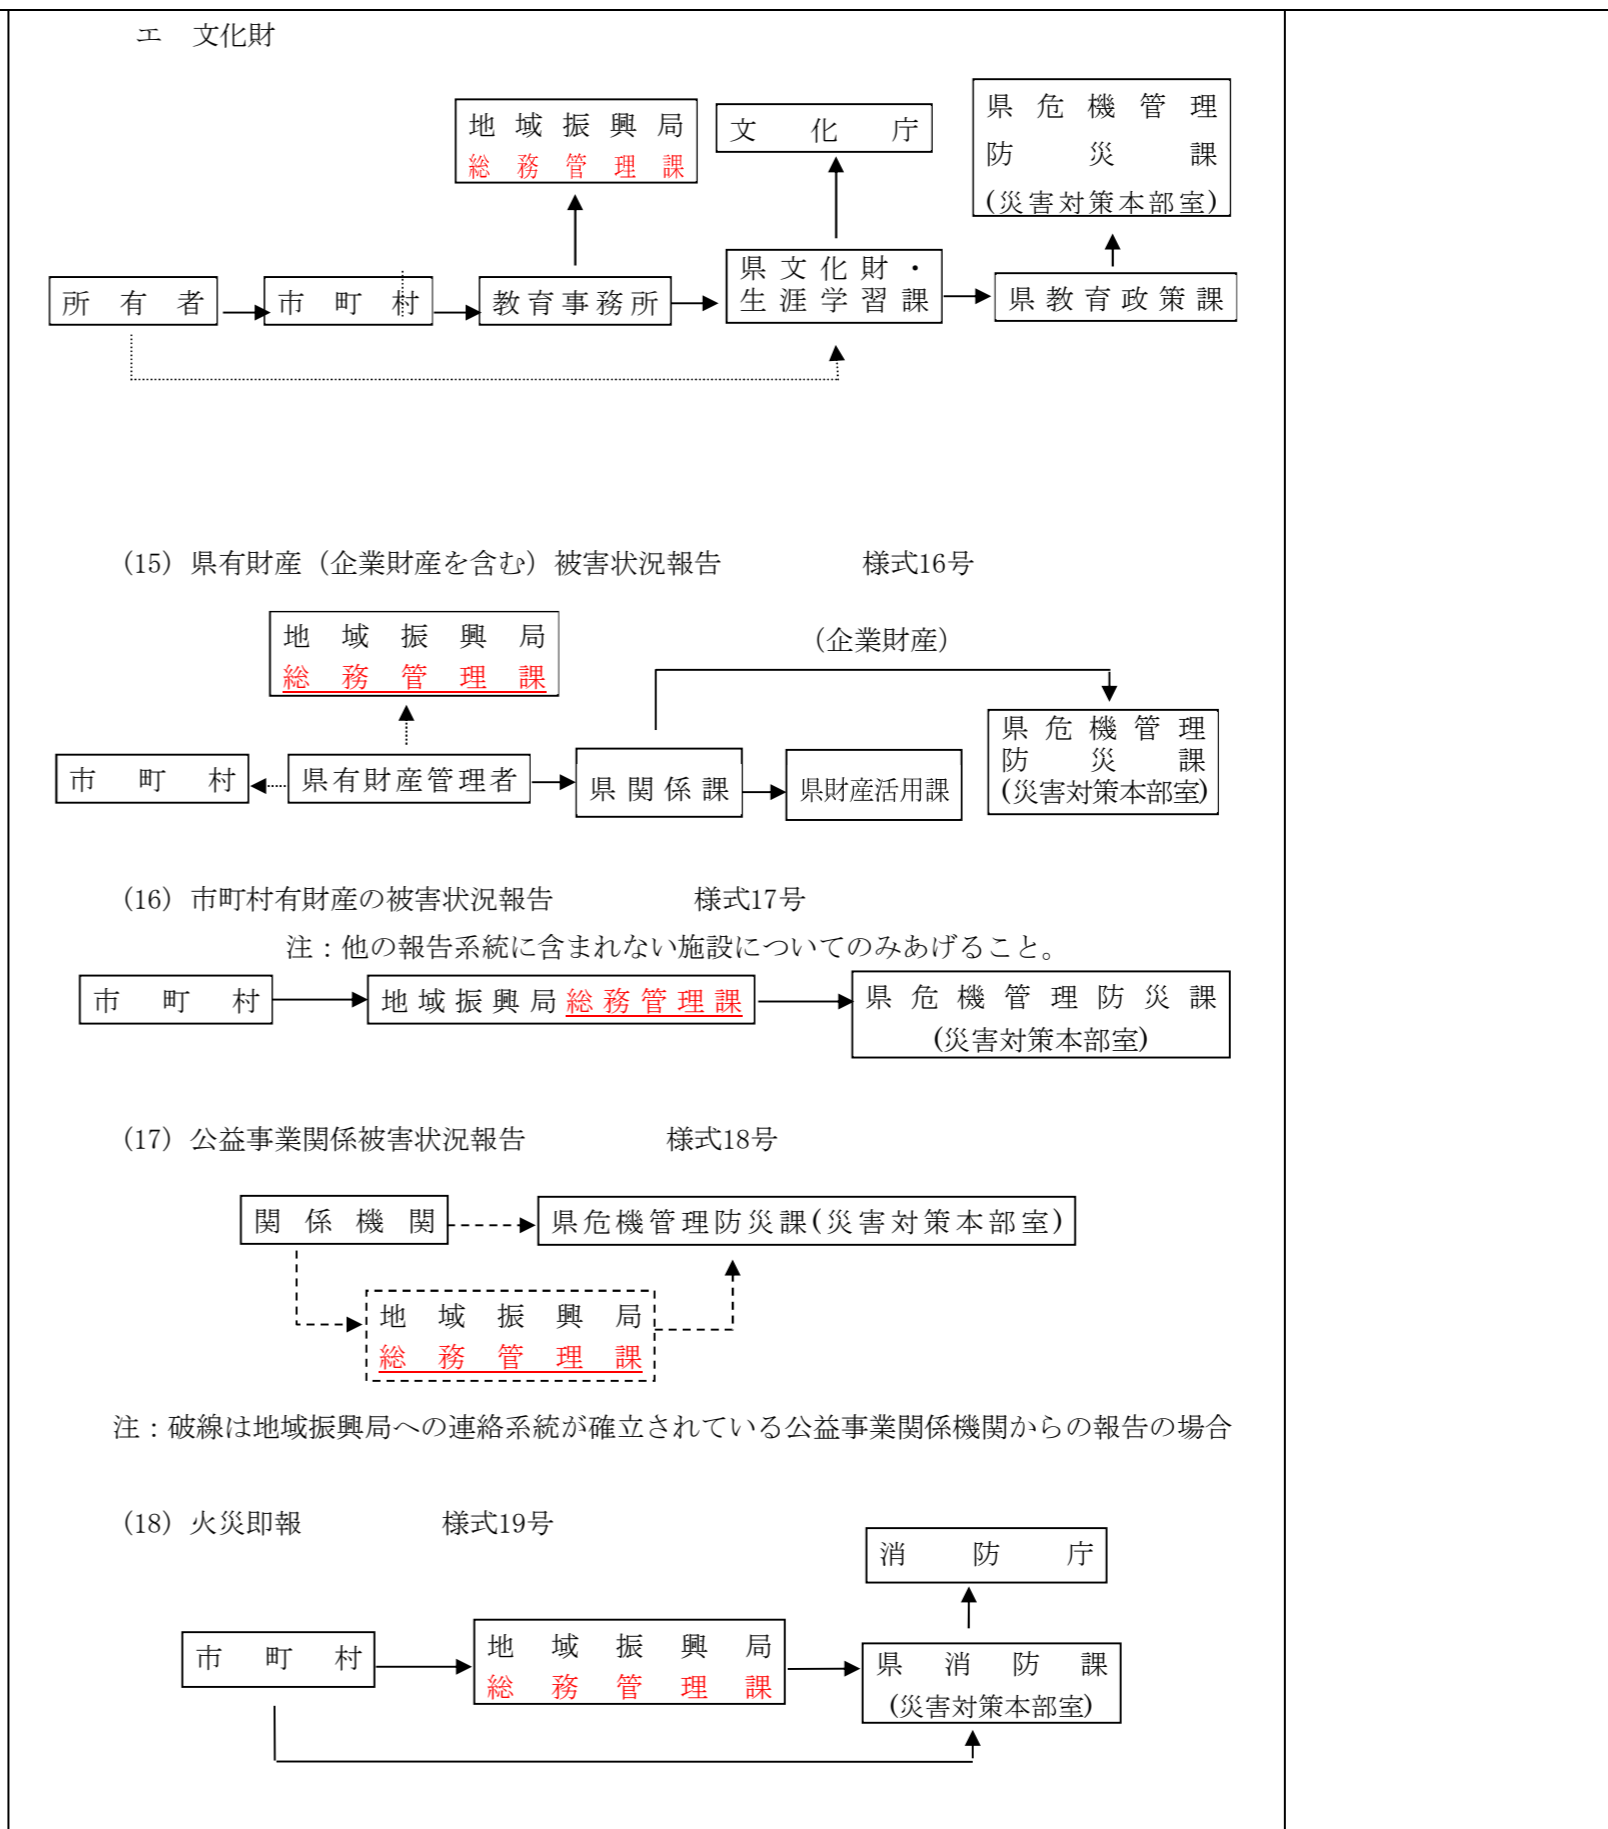 エ 文化財
地域振興局
総務管理課
文化庁
県危機管理
防災課
(災害対策本部室)
所有者
市町村
教育事務所
県文化財・
生涯学習課
県教育政策課
(15) 県有財産(企業財産を含む)被害状況報告 様式16号
地域振興局
総務管理課
(企業財産)
市町村
県有財産管理者
県関係課
県財産活用課
県危機管理
防災課
(災害対策本部室)
(16) 市町村有財産の被害状況報告 様式17号
注:他の報告系統に含まれない施設についてのみあげること。
市町村
地域振興局総務管理課
県危機管理防災課
(災害対策本部室)
(17) 公益事業関係被害状況報告 様式18号
関係機関
県危機管理防災課(災害対策本部室)
地域振興局
総務管理課
注:破線は地域振興局への連絡系統が確立されている公益事業関係機関からの報告の場合
(18) 火災即報 様式19号
消防庁
市町村
地域振興局
総務管理課
県消防課
(災害対策本部室)